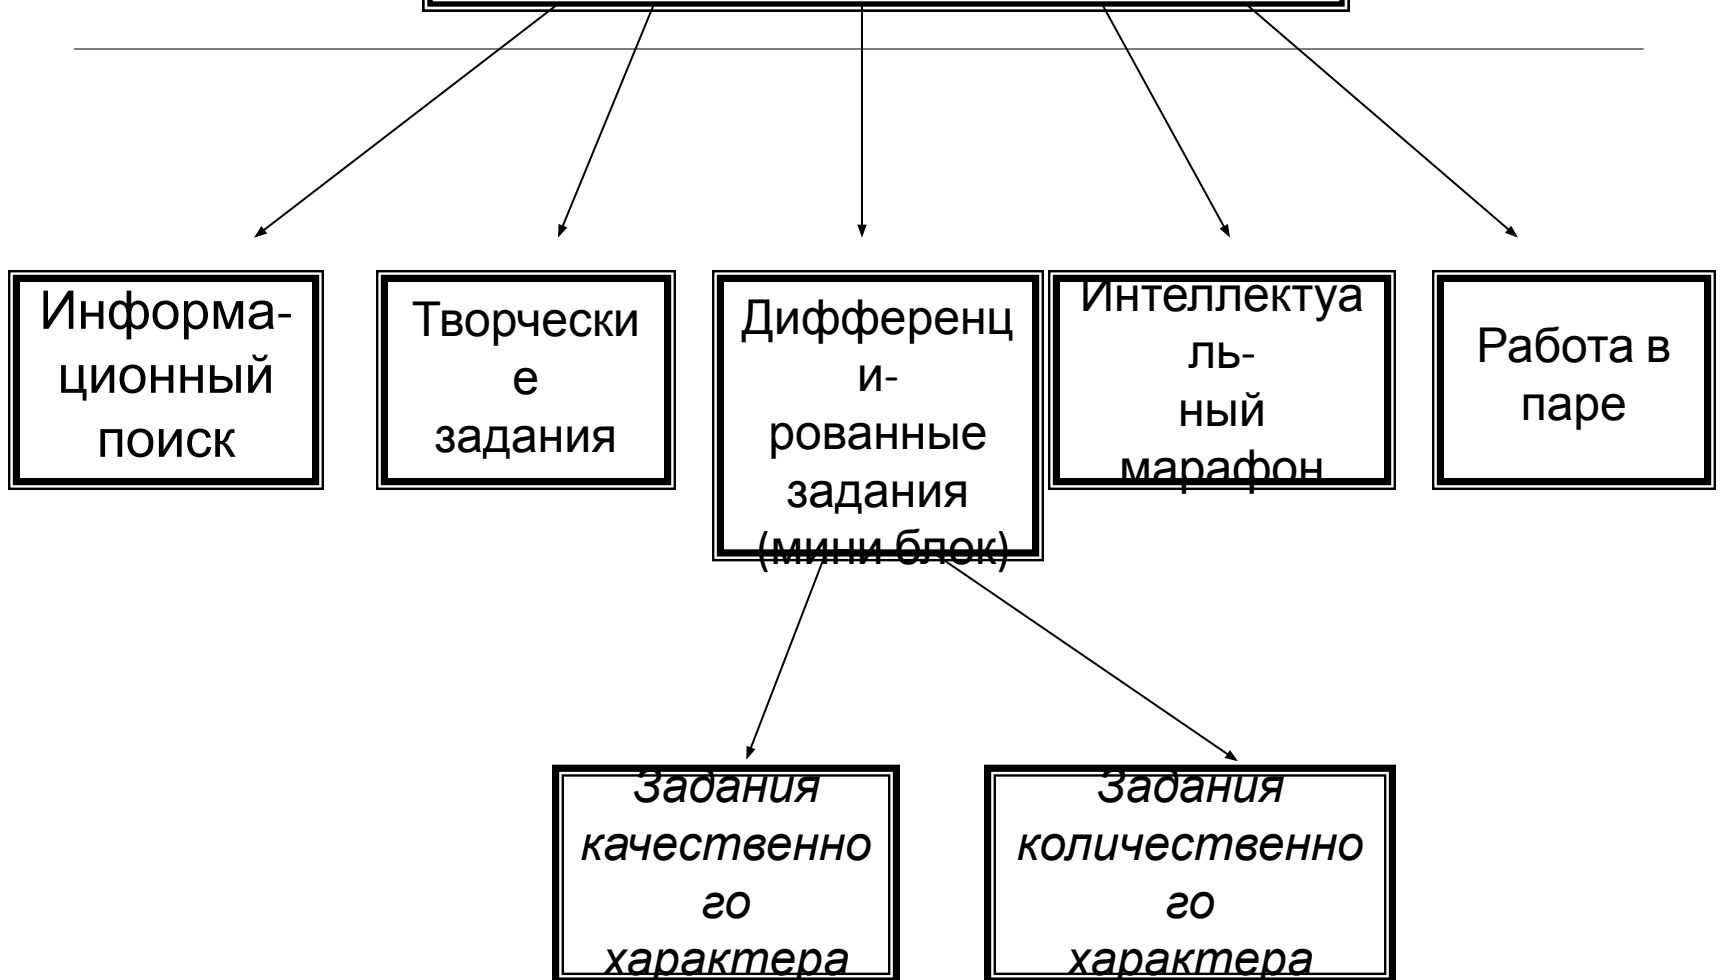 Информа-
ционный
поиск
Творчески
е
задания
Дифференц
и-
рованные
задания
(мини блок)
Интеллектуа
ль-
ный
марафон
Работа в
паре
Задания
качественно
го
характера
Задания
количественно
го
характера